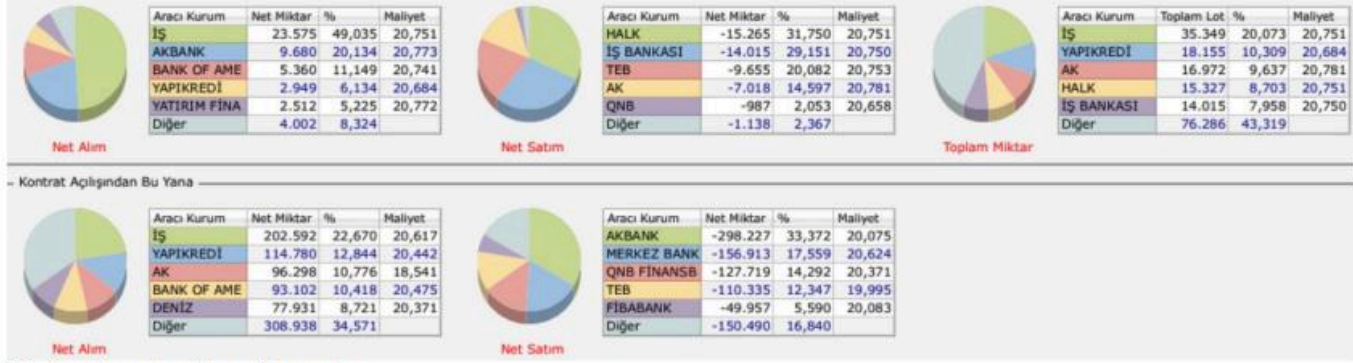 Aracı Kurum Net Miktar % Maliyet
İŞ 23.575 49,035 20,751
AKBANK 9.680 20,134 20,773
BANK OF AME 5.360 11,149 20,741
YAPIKREDİ 2.949 6,134 20,684
YATIRIM FİNA 2.512 5,225 20,772
Diğer 4.002 8,324
Net Alım
Aracı Kurum Net Miktar % Maliyet
HALK -15.265 31,750 20,751
İŞ BANKASI -14.015 29,151 20,750
TEB -9.655 20,082 20,753
AK -7.018 14,597 20,781
QNB -987 2,053 20,658
Diğer -1.138 2,367
Net Satım
Aracı Kurum Toplam Lot % Maliyet
İŞ 35.349 20,073 20,751
YAPIKREDİ 18.155 10,309 20,684
AK 16.972 9,637 20,781
HALK 15.327 8,703 20,751
İŞ BANKASI 14.015 7,958 20,750
Diğer 76.286 43,319
Toplam Miktar
Kontrat Açılışından Bu Yana
Aracı Kurum Net Miktar % Maliyet
İŞ 202.592 22,670 20,617
YAPIKREDİ 114.780 12,844 20,442
AK 96.298 10,776 18,541
BANK OF AME 93.102 10,418 20,475
DENİZ 77.931 8,721 20,371
Diğer 308.938 34,571
Net Alım
Aracı Kurum Net Miktar % Maliyet
AKBANK -298.227 33,372 20,075
MERKEZ BANK -156.913 17,559 20,624
QNB FİNANSB -127.719 14,292 20,371
TEB -110.335 12,347 19,995
FİBABANK -49.957 5,590 20,083
Diğer -150.490 16,840
Net Satım